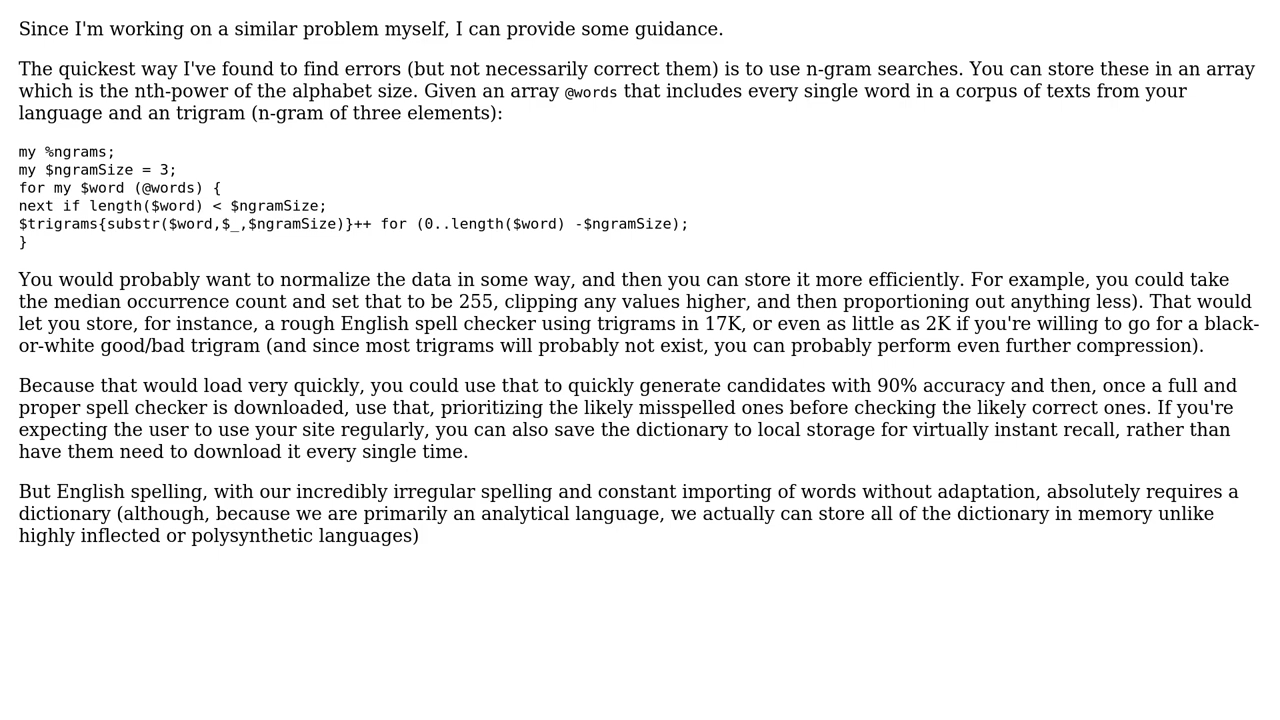 Since I'm working on a similar problem myself, I can provide some guidance.
The quickest way I've found to find errors (but not necessarily correct them) is to use n-gram searches. You can store these in an array
which is the nth-power of the alphabet size. Given an array @words that includes every single word in a corpus of texts from your
language and an trigram (n-gram of three elements):
my %ngrams;
my $ngramSize = 3;
for my $word (@words) {
next if length($word) < $ngramSize;
$trigrams{substr($word,$_,$ngramSize)}++ for (0..length($word) -$ngramSize);
}
You would probably want to normalize the data in some way, and then you can store it more efficiently. For example, you could take
the median occurrence count and set that to be 255, clipping any values higher, and then proportioning out anything less). That would
let you store, for instance, a rough English spell checker using trigrams in 17K, or even as little as 2K if you're willing to go for a black-
or-white good/bad trigram (and since most trigrams will probably not exist, you can probably perform even further compression).
Because that would load very quickly, you could use that to quickly generate candidates with 90% accuracy and then, once a full and
proper spell checker is downloaded, use that, prioritizing the likely misspelled ones before checking the likely correct ones. If you're
expecting the user to use your site regularly, you can also save the dictionary to local storage for virtually instant recall, rather than
have them need to download it every single time.
But English spelling, with our incredibly irregular spelling and constant importing of words without adaptation, absolutely requires a
dictionary (although, because we are primarily an analytical language, we actually can store all of the dictionary in memory unlike
highly inflected or polysynthetic languages)